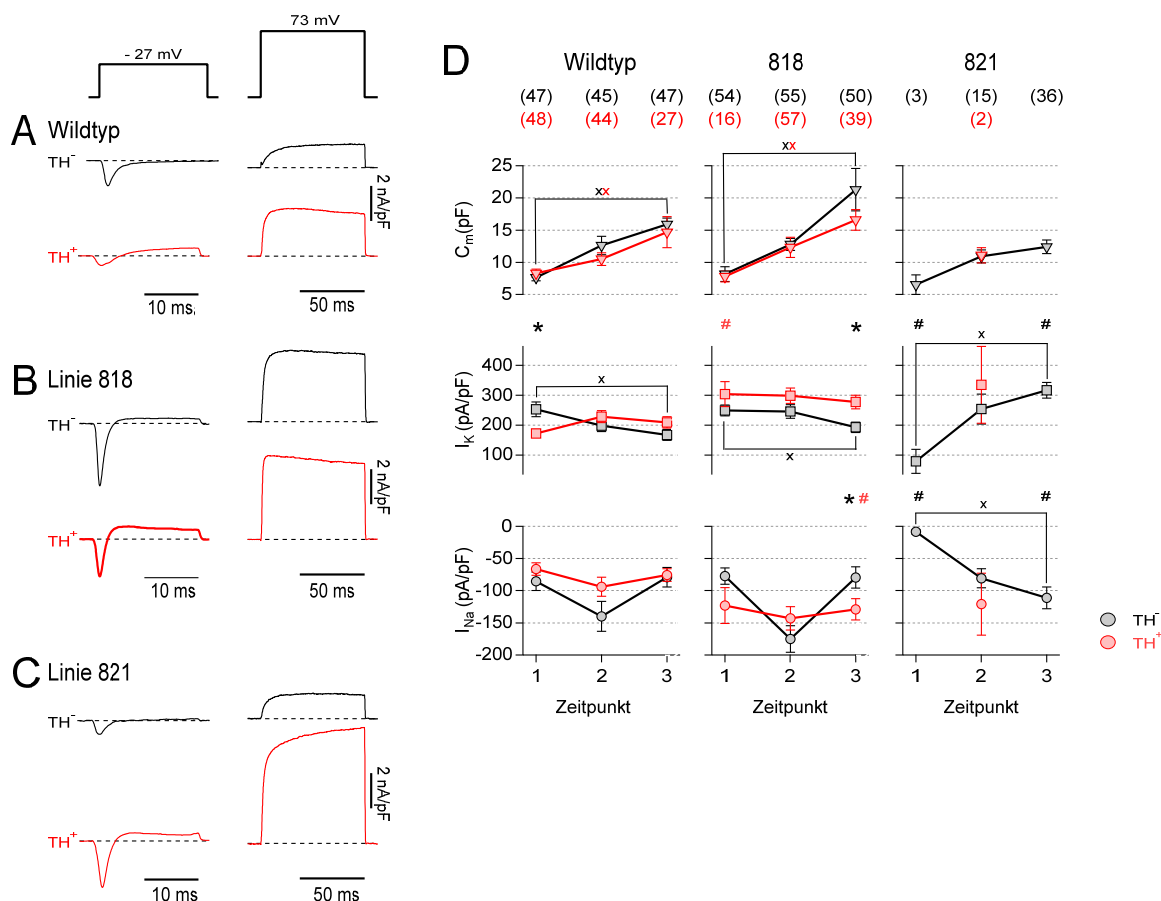 73 mV
- 27 mV
A Wildtyp
TH⁻
TH⁺
2 nA/pF
10 ms,
50 ms
B Linie 818
TH⁻
TH⁺
2 nA/pF
10 ms
50 ms
C Linie 821
TH⁻
TH⁺
2 nA/pF
10 ms
50 ms
D Wildtyp 818 821
(47) (45) (47) (54) (55) (50) (3) (15) (36)
(48) (44) (27) (16) (57) (39) (2)
Cm(pF)
25
20
15
10
5
xx
xx
* # * # #
IK (pA/pF)
400
300
200
100
x
x
x
* # # #
INa (pA/pF)
0
-50
-100
-150
-200
x
1 2 3 1 2 3 1 2 3
Zeitpunkt Zeitpunkt Zeitpunkt
TH⁻
TH⁺